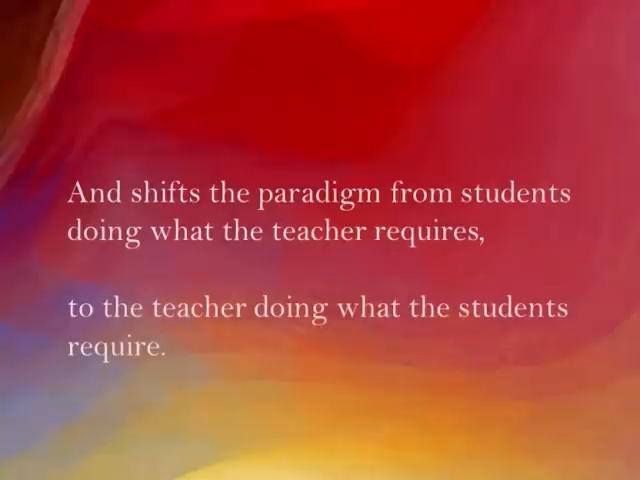 And shifts the paradigm from students
doing what the teacher requires,
to the teacher doing what the students
require.